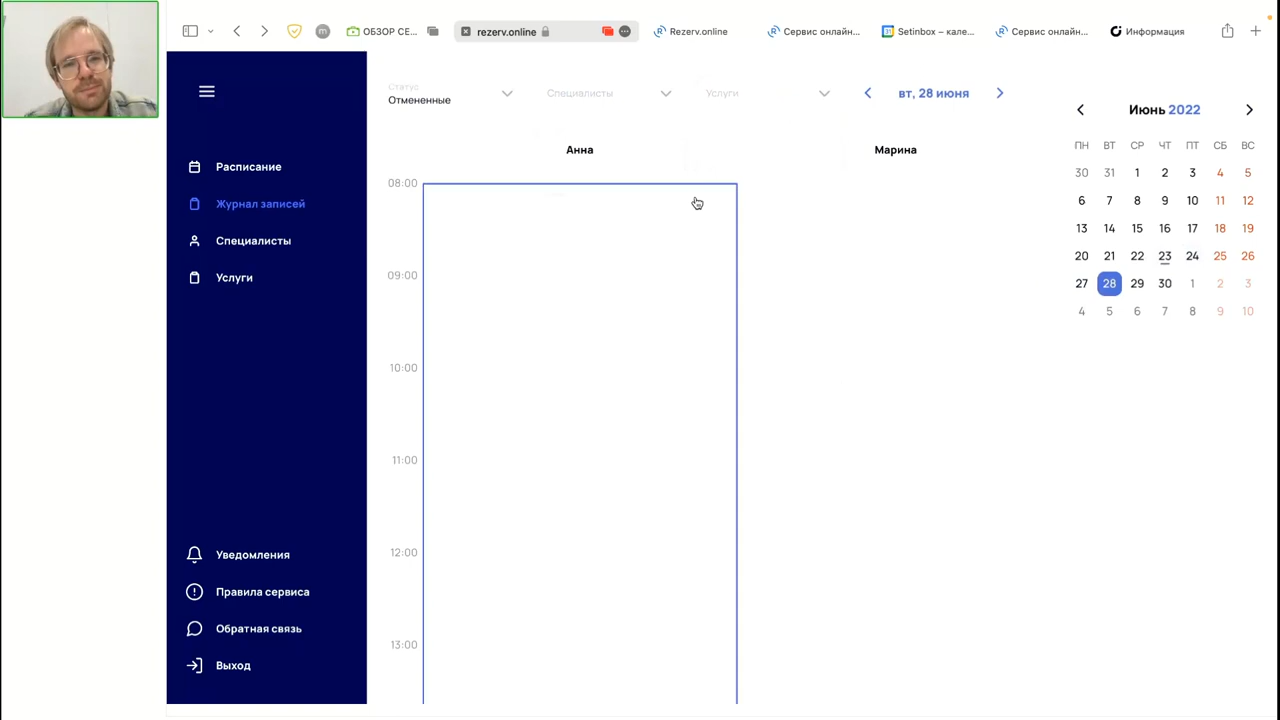 ОБЗОР СЕ...
rezerv.online
Rezerv.online
Сервис онлайн...
Setinbox – кале...
Сервис онлайн...
Информация
Статус
Отмененные
Специалисты
Услуги
вт, 28 июня
Расписание
Журнал записей
Специалисты
Услуги
Уведомления
Правила сервиса
Обратная связь
Выход
Анна
Марина
08:00
09:00
10:00
11:00
12:00
13:00
Июнь 2022
ПН ВТ СР ЧТ ПТ СБ ВС
30 31 1 2 3 4 5
6 7 8 9 10 11 12
13 14 15 16 17 18 19
20 21 22 23 24 25 26
27 28 29 30 1 2 3
4 5 6 7 8 9 10